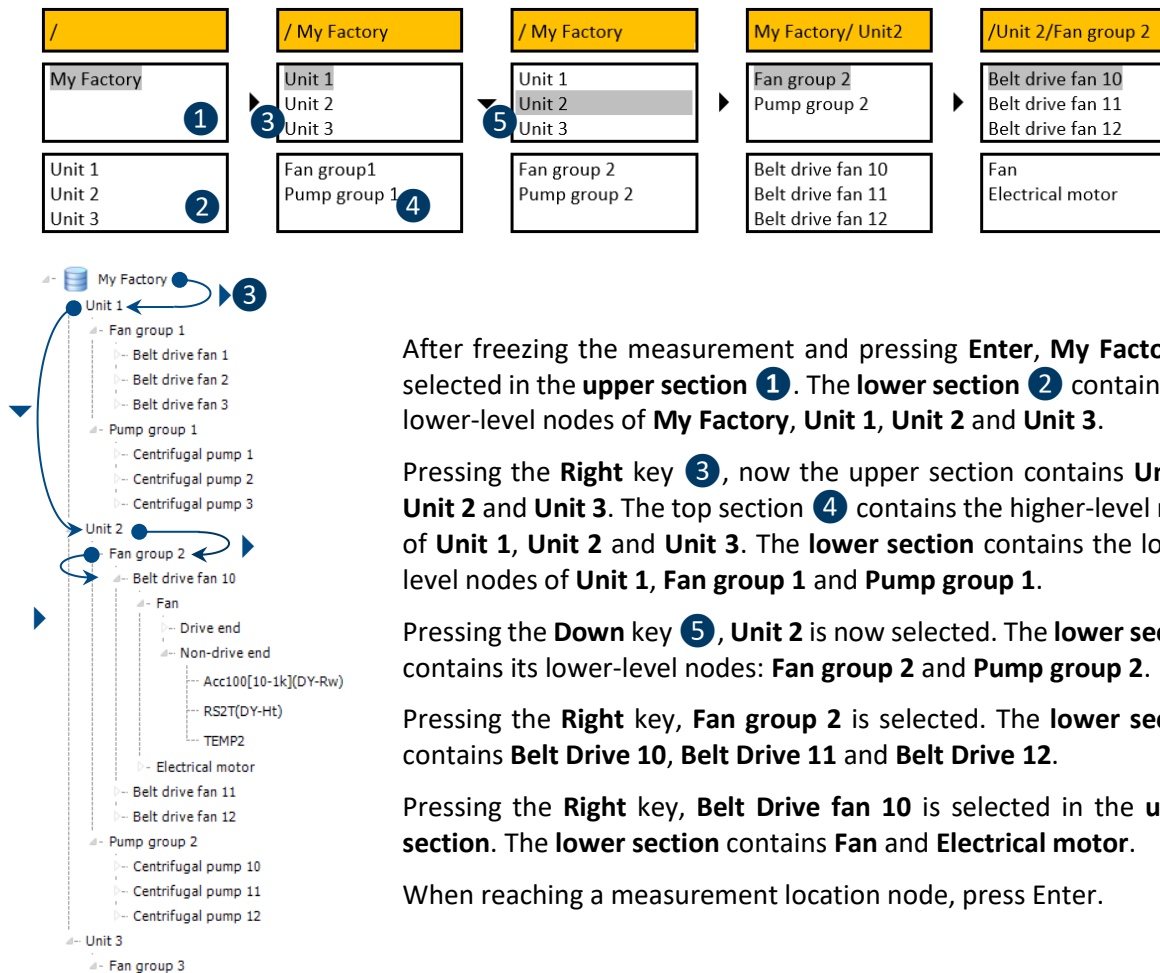 /
My Factory
❶
Unit 1
Unit 2
Unit 3
❷
/ My Factory
❸
Unit 1
Unit 2
Unit 3
Fan group1
Pump group 1
❹
/ My Factory
❺
Unit 1
Unit 2
Unit 3
Fan group 2
Pump group 2
My Factory/ Unit2
Fan group 2
Pump group 2
Belt drive fan 10
Belt drive fan 11
Belt drive fan 12
/Unit 2/Fan group 2
Belt drive fan 10
Belt drive fan 11
Belt drive fan 12
Fan
Electrical motor
My Factory
❸
Unit 1
Fan group 1
Belt drive fan 1
Belt drive fan 2
Belt drive fan 3
Pump group 1
Centrifugal pump 1
Centrifugal pump 2
Centrifugal pump 3
Unit 2
Fan group 2
Belt drive fan 10
Fan
Drive end
Non-drive end
Acc100[10-1k](DY-Rw)
RS2T(DY-Ht)
TEMP2
Electrical motor
Belt drive fan 11
Belt drive fan 12
Pump group 2
Centrifugal pump 10
Centrifugal pump 11
Centrifugal pump 12
Unit 3
Fan group 3
After freezing the measurement and pressing Enter, My Facto
selected in the upper section ❶. The lower section ❷ contain
lower-level nodes of My Factory, Unit 1, Unit 2 and Unit 3.
Pressing the Right key ❸, now the upper section contains Un
Unit 2 and Unit 3. The top section ❹ contains the higher-level
of Unit 1, Unit 2 and Unit 3. The lower section contains the lo
level nodes of Unit 1, Fan group 1 and Pump group 1.
Pressing the Down key ❺, Unit 2 is now selected. The lower sec
contains its lower-level nodes: Fan group 2 and Pump group 2.
Pressing the Right key, Fan group 2 is selected. The lower sec
contains Belt Drive 10, Belt Drive 11 and Belt Drive 12.
Pressing the Right key, Belt Drive fan 10 is selected in the u
section. The lower section contains Fan and Electrical motor.
When reaching a measurement location node, press Enter.